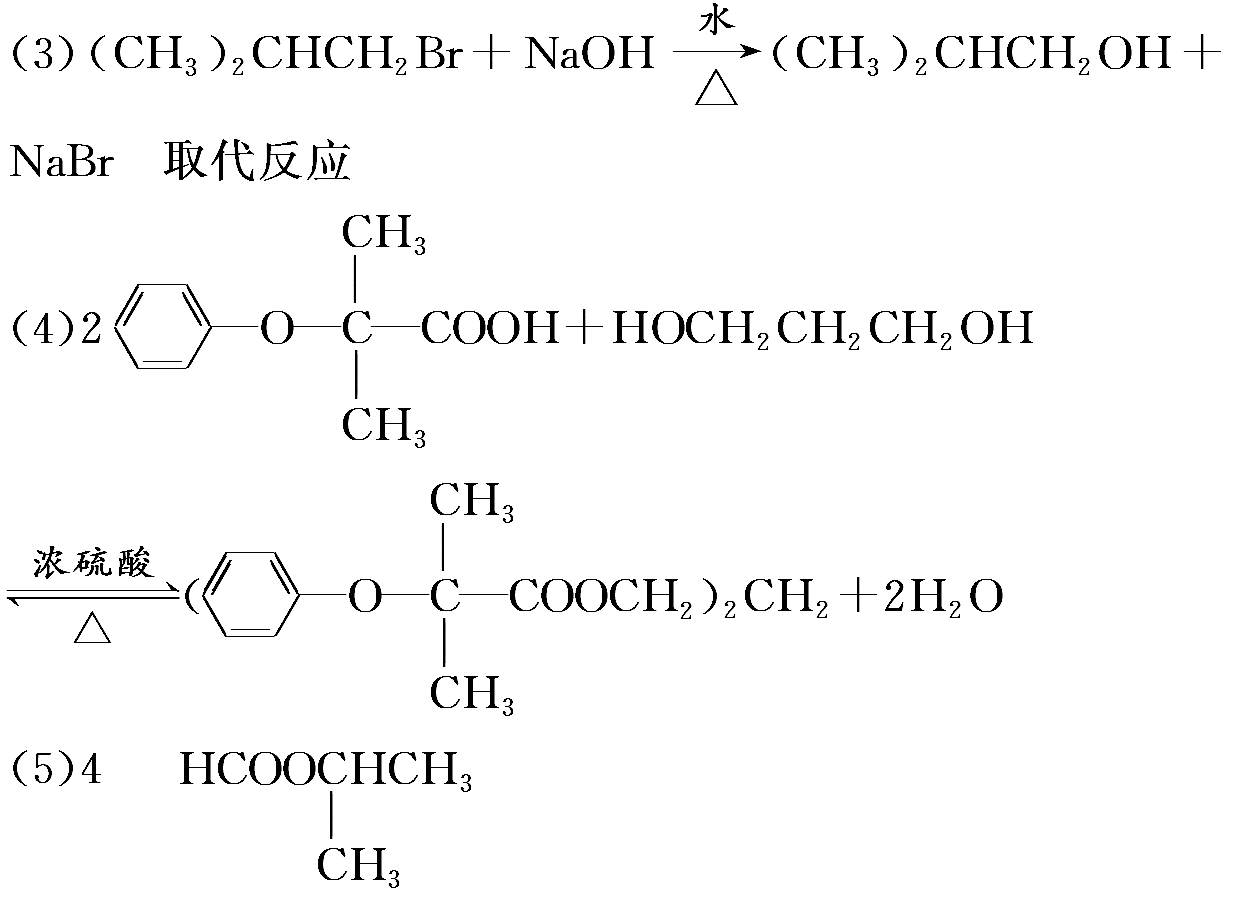 水
(3)(CH₃)₂CHCH₂Br+NaOH→(CH₃)₂CHCH₂OH+
△
NaBr 取代反应
CH₃
(4)2—O—C—COOH+HOCH₂CH₂CH₂OH
CH₃
CH₃
浓硫酸
⇌(—O—C—COOCH₂)₂CH₂+2H₂O
△
CH₃
(5)4 HCOOCHCH₃
CH₃